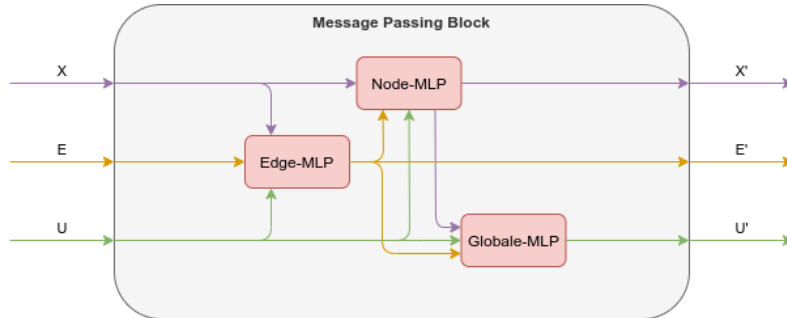 Message Passing Block
X
Node-MLP
X'
E
Edge-MLP
E'
U
Globale-MLP
U'